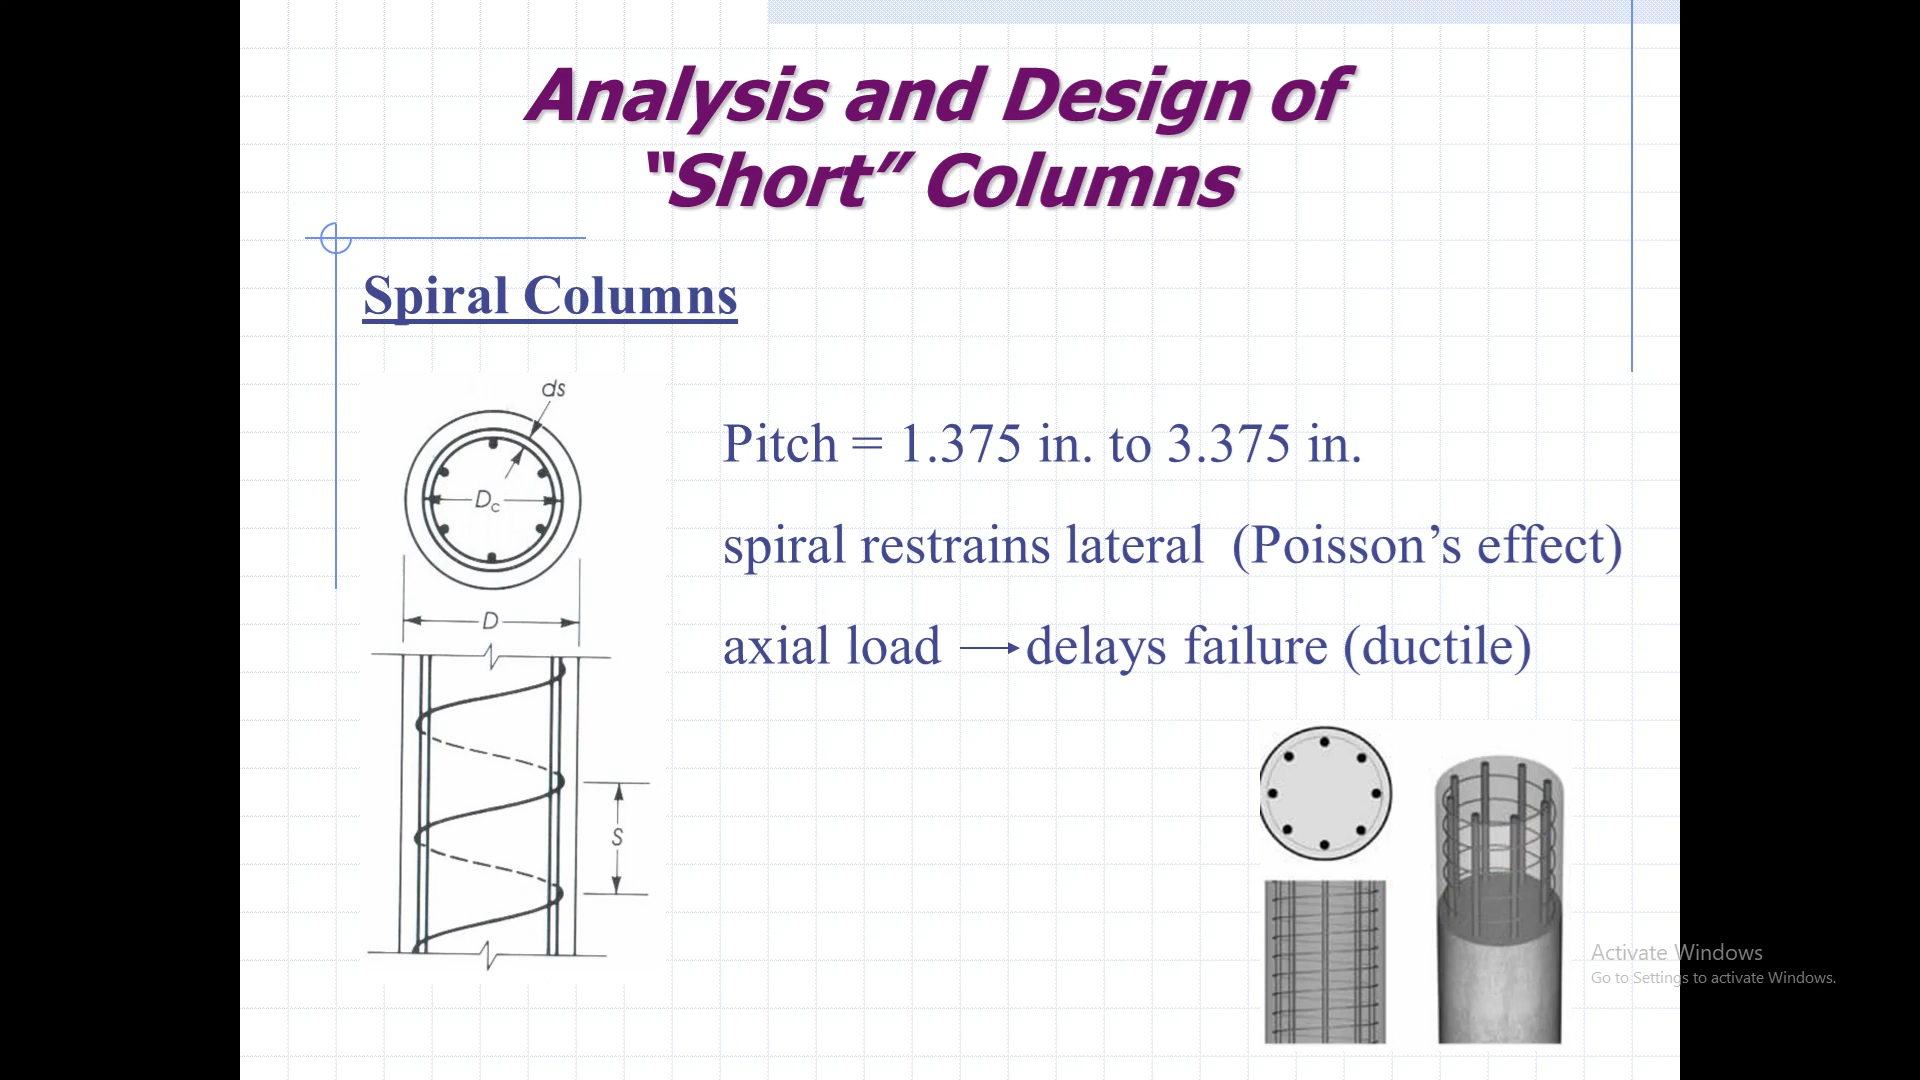 Analysis and Design of
“Short” Columns
Spiral Columns
ds
Dc
D
S
Pitch = 1.375 in. to 3.375 in.
spiral restrains lateral (Poisson’s effect)
axial load → delays failure (ductile)
Activate Windows
Go to Settings to activate Windows.